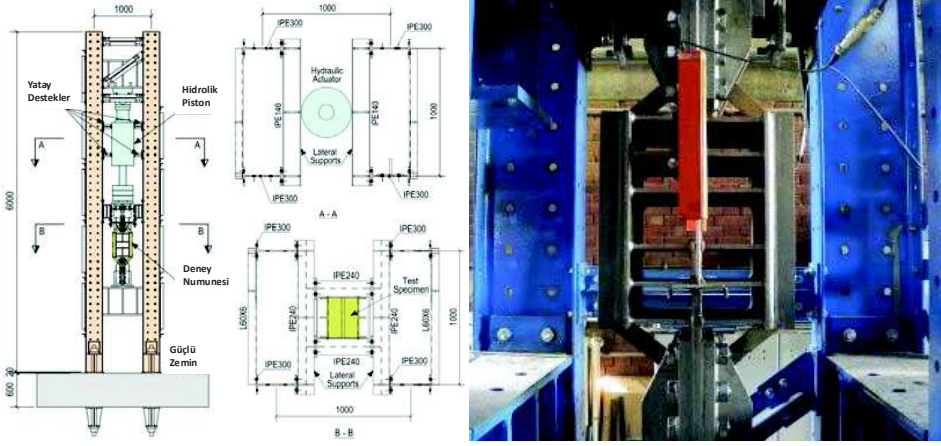 1000
Yatay
Destekler
Hidrolik
Piston
A
A
6000
B
B
Deney
Numunesi
Güçlü
Zemin
20
600
IPE300
1000
IPE300
Hydraulic
Actuator
IPE140
IPE140
1000
Lateral
Supports
IPE300
IPE300
A - A
IPE300
IPE300
IPE240
Test
Specimen
L60X6
IPE240
IPE240
L60X6
1000
IPE300
IPE240
IPE300
Lateral
Supports
1000
B - B